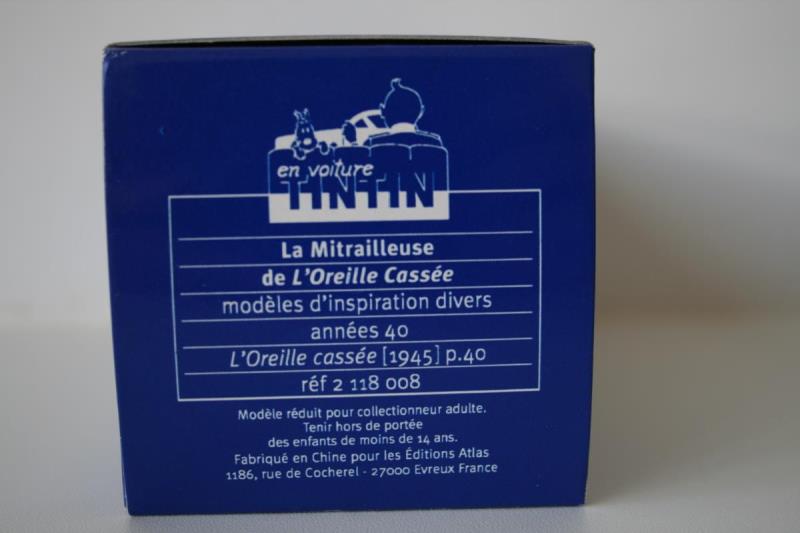 en voiture
TINTIN
La Mitrailleuse
de L'Oreille Cassée
modèles d'inspiration divers
années 40
L'Oreille cassée [1945] p.40
réf 2 118 008
Modèle réduit pour collectionneur adulte.
Tenir hors de portée
des enfants de moins de 14 ans.
Fabriqué en Chine pour les Éditions Atlas
1186, rue de Cocherel - 27000 Evreux France